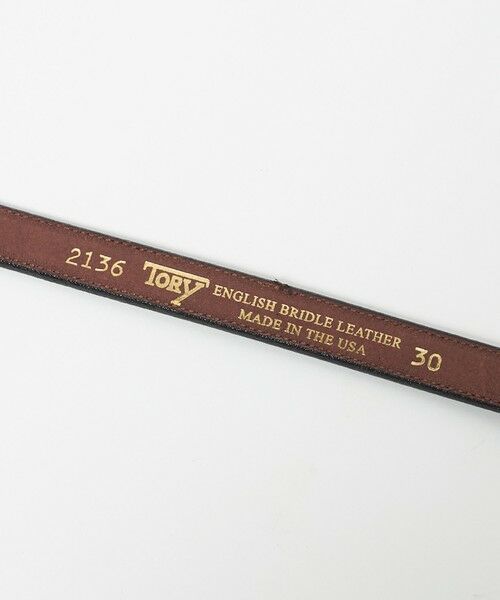 2136 TORY ENGLISH BRIDLE LEATHER
MADE IN THE USA 30